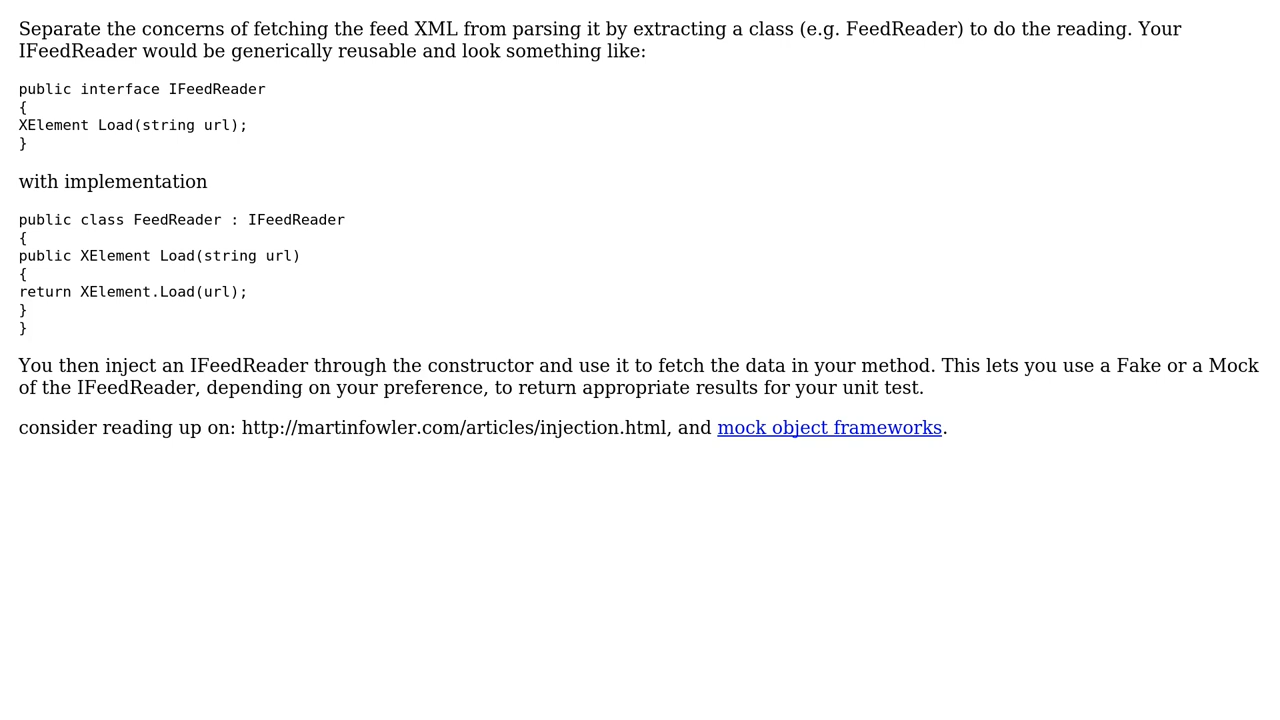 Separate the concerns of fetching the feed XML from parsing it by extracting a class (e.g. FeedReader) to do the reading. Your
IFeedReader would be generically reusable and look something like:
public interface IFeedReader
{
XElement Load(string url);
}
with implementation
public class FeedReader : IFeedReader
{
public XElement Load(string url)
{
return XElement.Load(url);
}
}
You then inject an IFeedReader through the constructor and use it to fetch the data in your method. This lets you use a Fake or a Mock
of the IFeedReader, depending on your preference, to return appropriate results for your unit test.
consider reading up on: http://martinfowler.com/articles/injection.html, and mock object frameworks.